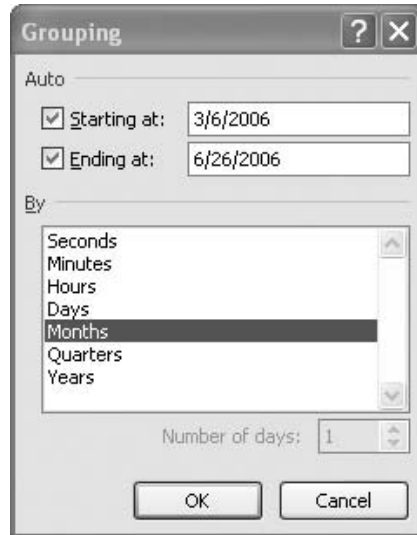 Grouping
Auto
Starting at: 3/6/2006
Ending at: 6/26/2006
By
Seconds
Minutes
Hours
Days
Months
Quarters
Years
Number of days: 1
OK Cancel